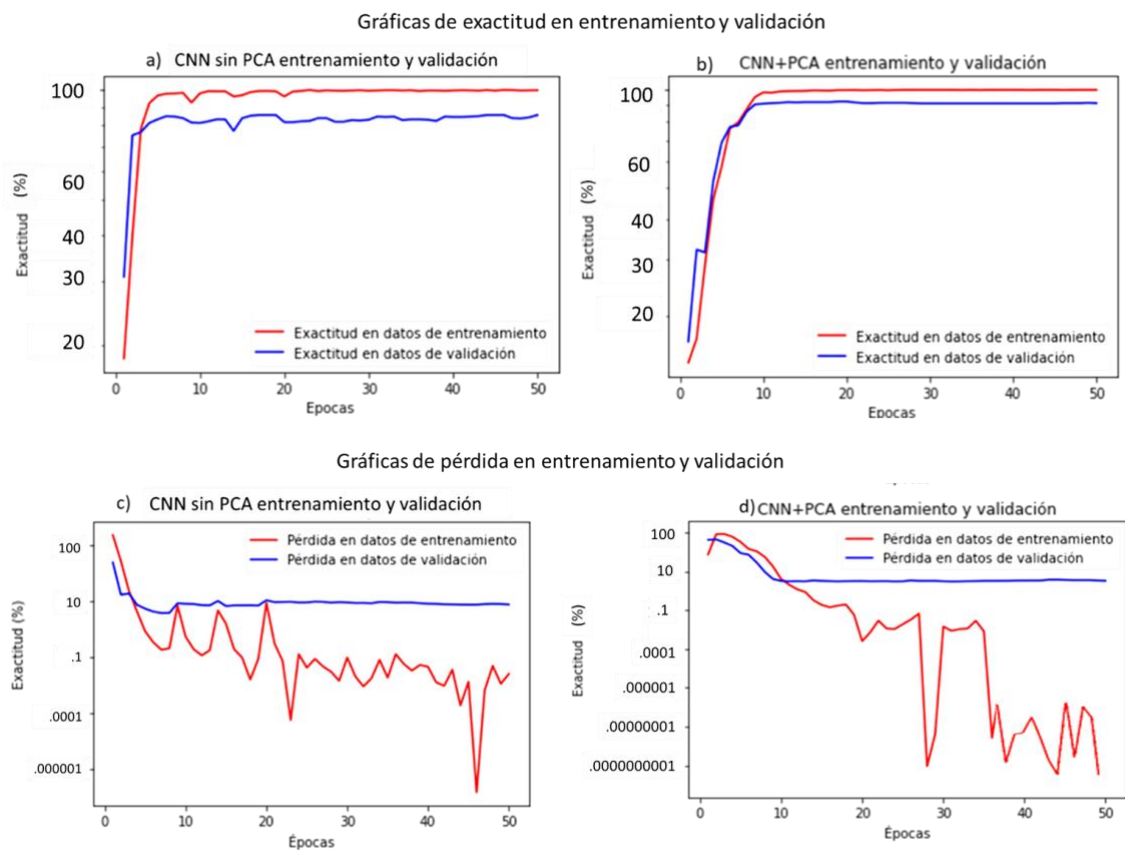 Gráficas de exactitud en entrenamiento y validación
a) CNN sin PCA entrenamiento y validación
100
60
40
30
20
Exactitud (%)
Exactitud en datos de entrenamiento
Exactitud en datos de validación
0 10 20 30 40 50
Epocas
b) CNN+PCA entrenamiento y validación
100
60
40
30
20
Exactitud (%)
Exactitud en datos de entrenamiento
Exactitud en datos de validación
0 10 20 30 40 50
Epocas
Gráficas de pérdida en entrenamiento y validación
c) CNN sin PCA entrenamiento y validación
100
10
.1
.0001
.000001
Exactitud (%)
Pérdida en datos de entrenamiento
Pérdida en datos de validación
0 10 20 30 40 50
Épocas
d) CNN+PCA entrenamiento y validación
100
10
.1
.0001
.000001
.00000001
.0000000001
Exactitud (%)
Pérdida en datos de entrenamiento
Pérdida en datos de validación
0 10 20 30 40 50
Épocas